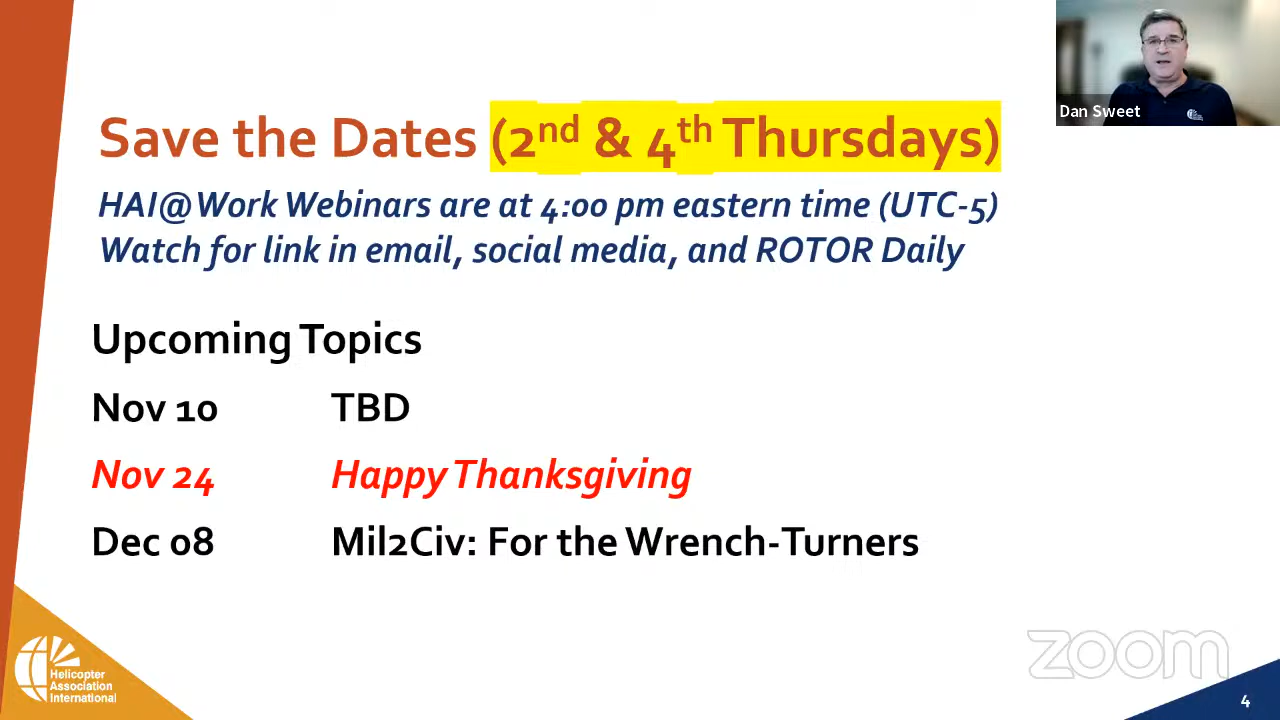 Dan Sweet
Save the Dates (2nd & 4th Thursdays)
HAI@Work Webinars are at 4:00 pm eastern time (UTC-5)
Watch for link in email, social media, and ROTOR Daily
Upcoming Topics
Nov 10 TBD
Nov 24 Happy Thanksgiving
Dec 08 Mil2Civ: For the Wrench-Turners
Helicopter
Association
International
zoom
4